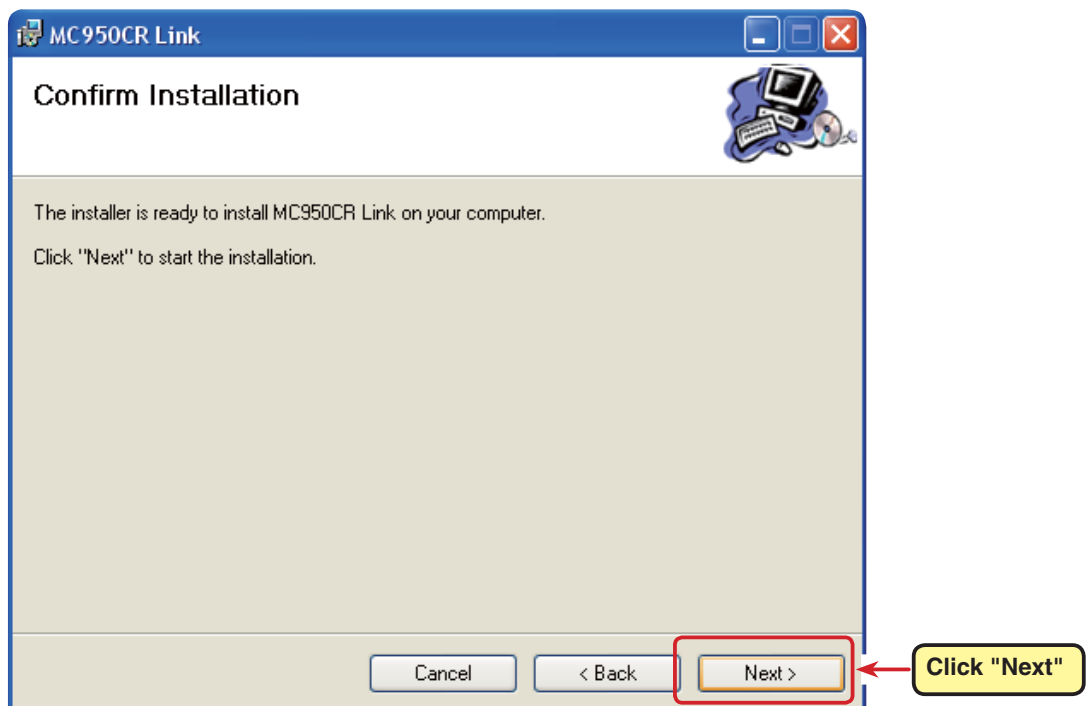 MC950CR Link
Confirm Installation
The installer is ready to install MC950CR Link on your computer.
Click "Next" to start the installation.
Cancel
< Back
Next >
Click "Next"